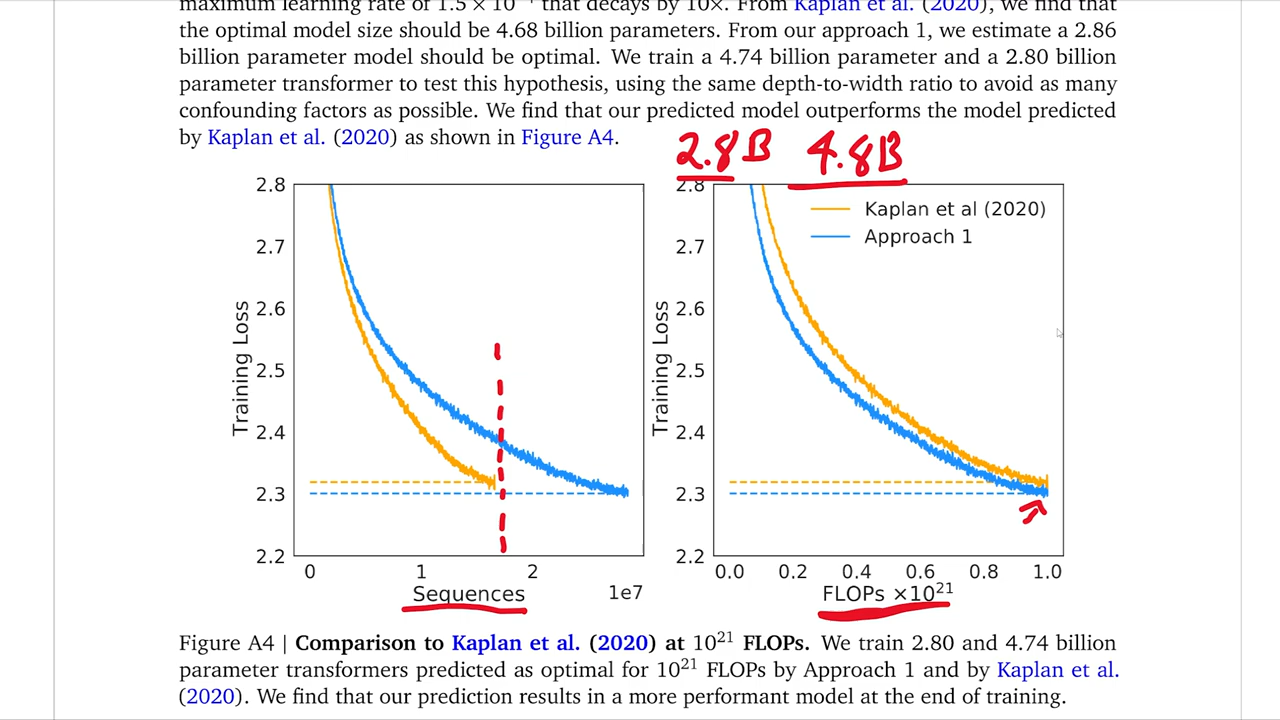 maximum learning rate of 1.5 × 10⁻⁴ that decays by 10×. From Kaplan et al. (2020), we find that
the optimal model size should be 4.68 billion parameters. From our approach 1, we estimate a 2.86
billion parameter model should be optimal. We train a 4.74 billion parameter and a 2.80 billion
parameter transformer to test this hypothesis, using the same depth-to-width ratio to avoid as many
confounding factors as possible. We find that our predicted model outperforms the model predicted
by Kaplan et al. (2020) as shown in Figure A4.
2.8B 4.8B
2.8
2.7
2.6
2.5
2.4
2.3
2.2
Training Loss
0 1 2
Sequences 1e7
2.8
2.7
2.6
2.5
2.4
2.3
2.2
Training Loss
Kaplan et al (2020)
Approach 1
0.0 0.2 0.4 0.6 0.8 1.0
FLOPs ×10²¹
Figure A4 | Comparison to Kaplan et al. (2020) at 10²¹ FLOPs. We train 2.80 and 4.74 billion
parameter transformers predicted as optimal for 10²¹ FLOPs by Approach 1 and by Kaplan et al.
(2020). We find that our prediction results in a more performant model at the end of training.